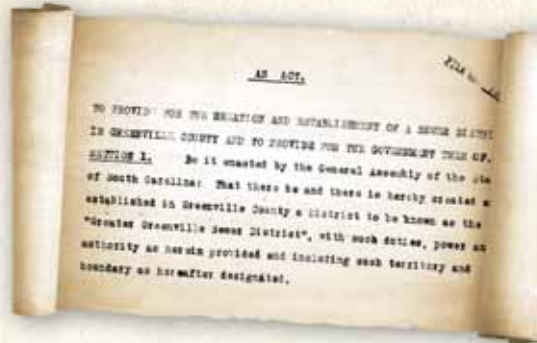 AN ACT.
TO PROVIDE FOR THE CREATION AND ESTABLISHMENT OF A SEWER DISTRI
IN GREENVILLE COUNTY AND TO PROVIDE FOR THE GOVERNMENT THERE OF.
SECTION 1. Be it enacted by the General Assembly of the Sta
of South Carolina: That there be and there is hereby created a
established in Greenville County a District to be known as the
"Greater Greenville Sewer District", with such duties, power an
authority as herein provided and including such territory and
boundary as hereafter designated.